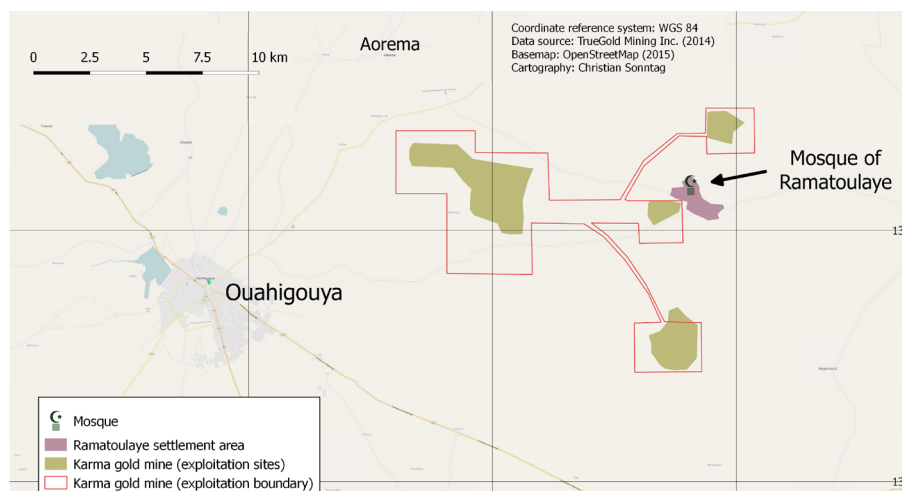 Coordinate reference system: WGS 84
Data source: TrueGold Mining Inc. (2014)
Basemap: OpenStreetMap (2015)
Cartography: Christian Sonntag
0 2.5 5 7.5 10 km
Aorema
Mosque of
Ramatoulaye
13
Ouahigouya
Mosque
Ramatoulaye settlement area
Karma gold mine (exploitation sites)
Karma gold mine (exploitation boundary)
13